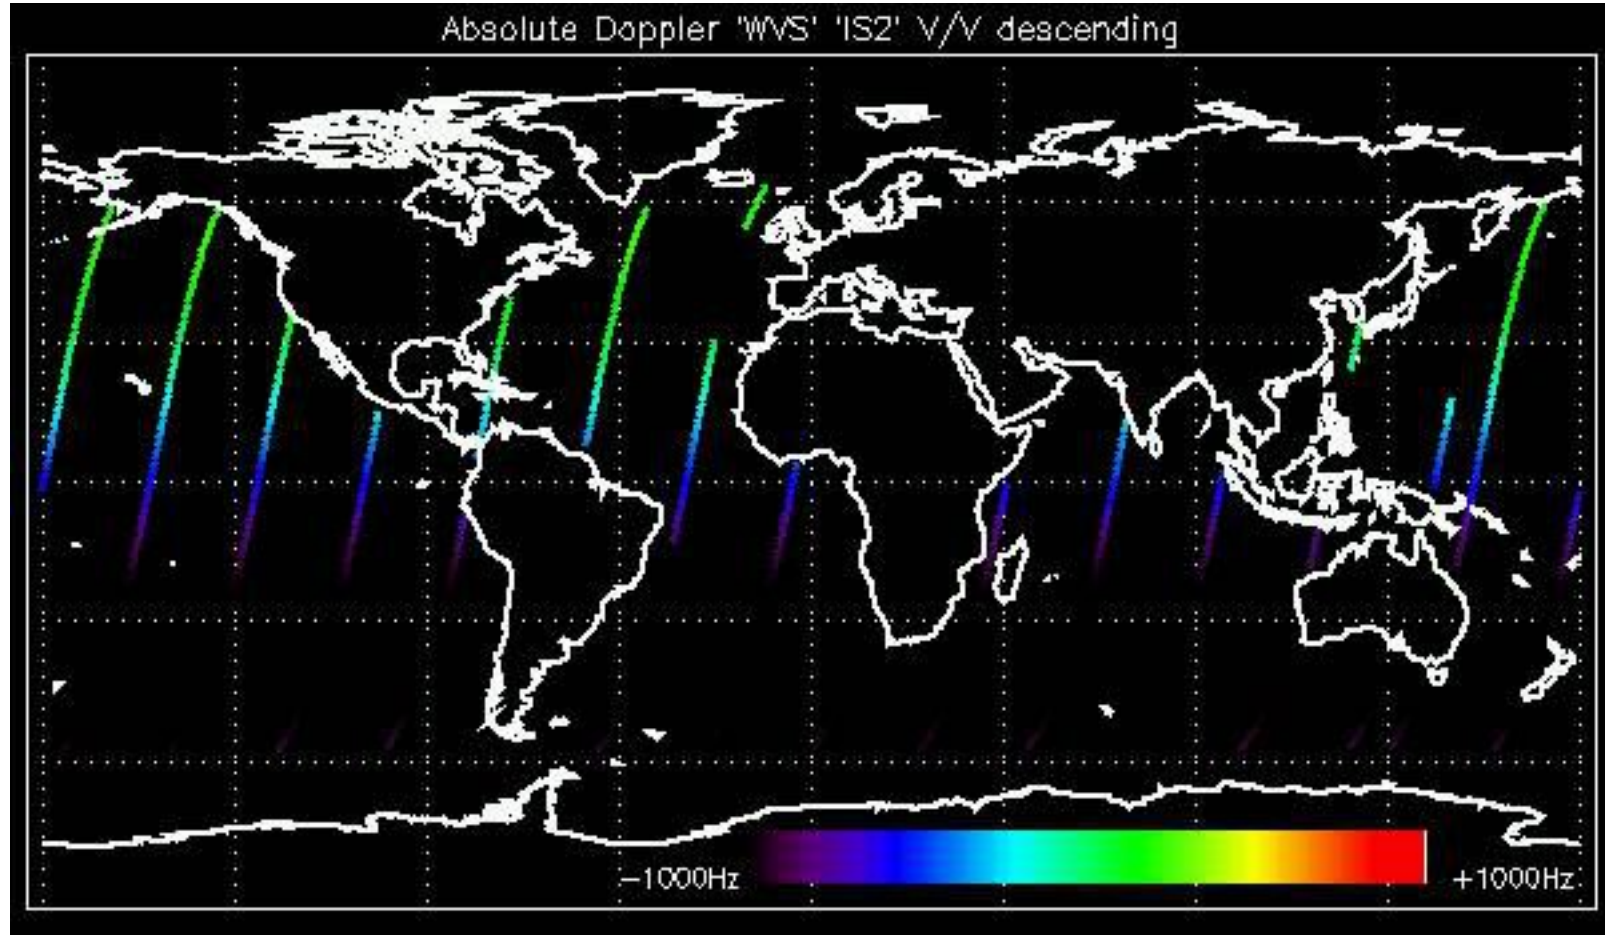 Absolute Doppler 'WVS' 'IS2' V/V descending
-1000Hz
+1000Hz